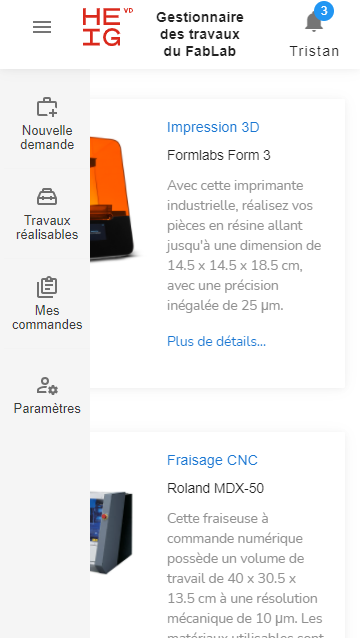 HE VD
IG
Gestionnaire
des travaux
du FabLab
3
Tristan
Nouvelle
demande
Travaux
réalisables
Mes
commandes
Paramètres
Impression 3D
Formlabs Form 3
Avec cette imprimante
industrielle, réalisez vos
pièces en résine allant
jusqu'à une dimension de
14.5 x 14.5 x 18.5 cm,
avec une précision
inégalée de 25 μm.
Plus de détails...
Fraisage CNC
Roland MDX-50
Cette fraiseuse à
commande numérique
possède un volume de
travail de 40 x 30.5 x
13.5 cm à une résolution
mécanique de 10 μm. Les
matériaux utilisables sont